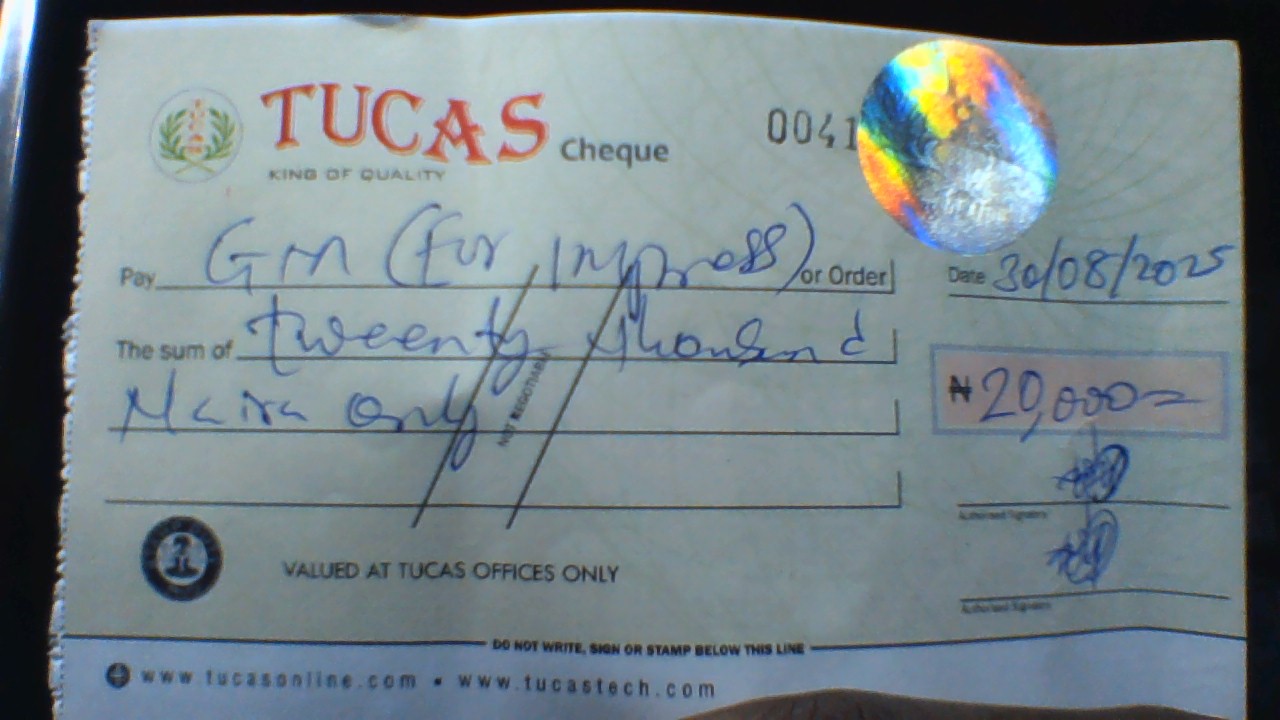 TUCAS Cheque
KING OF QUALITY
0041
Pay GM (for Impress) or Order
Date 30/08/2025
The sum of tweenty thousand
Naira only
₦ 20,000=
NOT NEGOTIABLE
Authorised Signatory
Authorised Signatory
VALUED AT TUCAS OFFICES ONLY
DO NOT WRITE, SIGN OR STAMP BELOW THIS LINE
www.tucasonline.com • www.tucastech.com